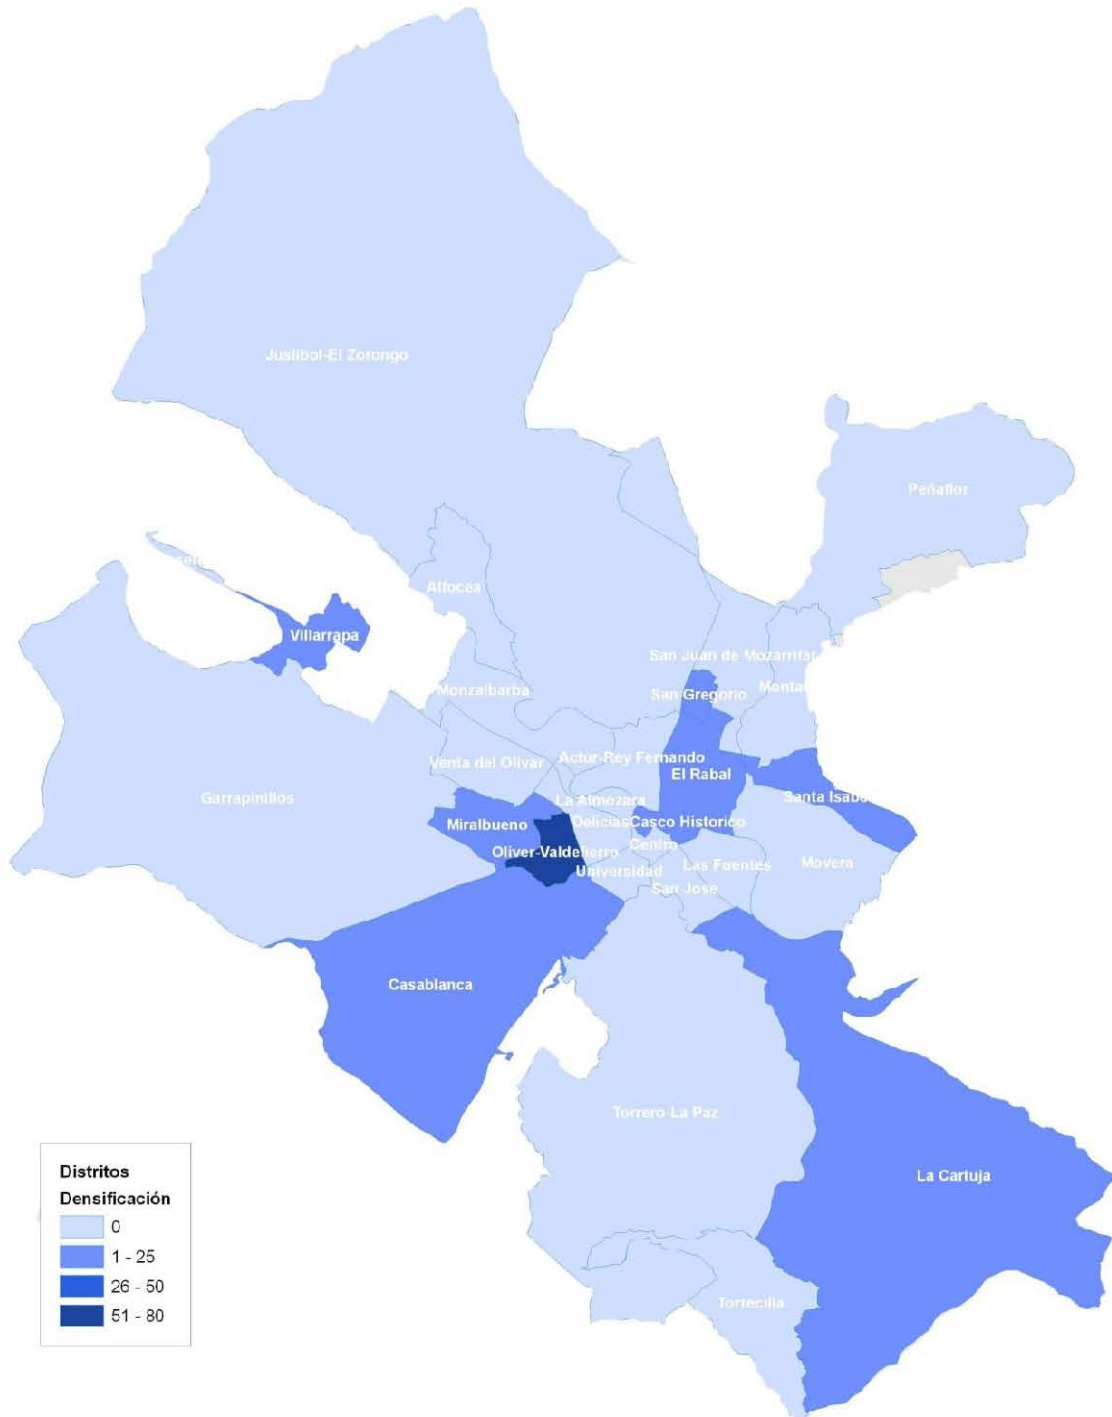 Juslibol-El Zorongo
Peñaflor
Alfocea
Villarrapa
San Juan de Mozarrifar
San Gregorio
Monzalbarba
Actur-Rey Fernando
Venta del Olivar
El Rabal
Garrapinillos
La Almozara
Santa Isabe
Miralbueno
Delicias
Casco Historico
Centro
Oliver-Valdefierro
Las Fuentes
Movera
Universidad
San Jose
Casablanca
Torrero-La Paz
La Cartuja
Torrecilla
Distritos
Densificación
0
1 - 25
26 - 50
51 - 80